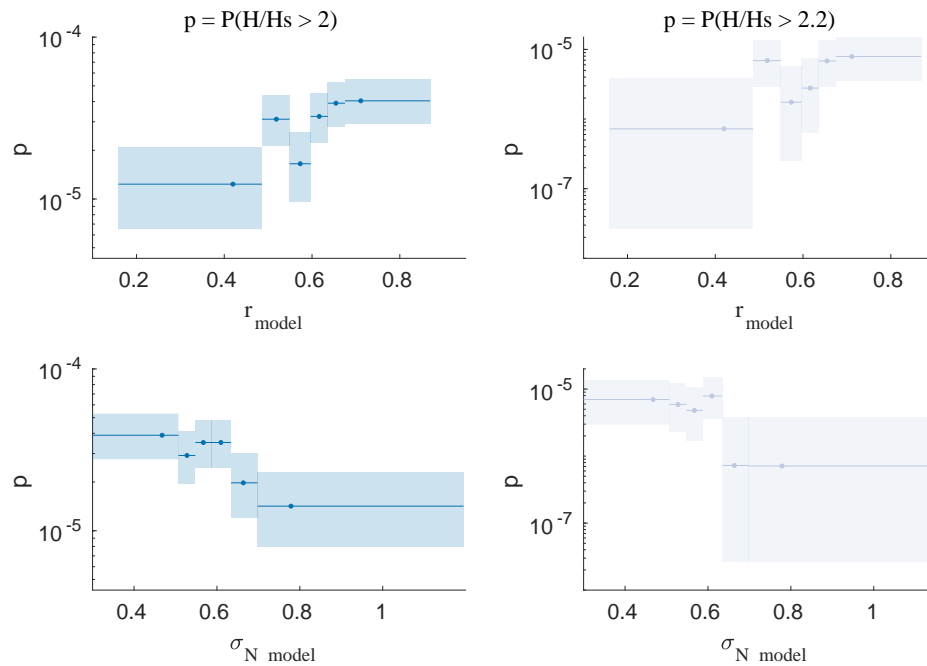 p = P(H/Hs > 2)
p = P(H/Hs > 2.2)
10^-4
10^-5
p
0.2 0.4 0.6 0.8
r_model
10^-5
10^-7
p
0.2 0.4 0.6 0.8
r_model
10^-4
10^-5
p
0.4 0.6 0.8 1
σ_N model
10^-5
10^-7
p
0.4 0.6 0.8 1
σ_N model